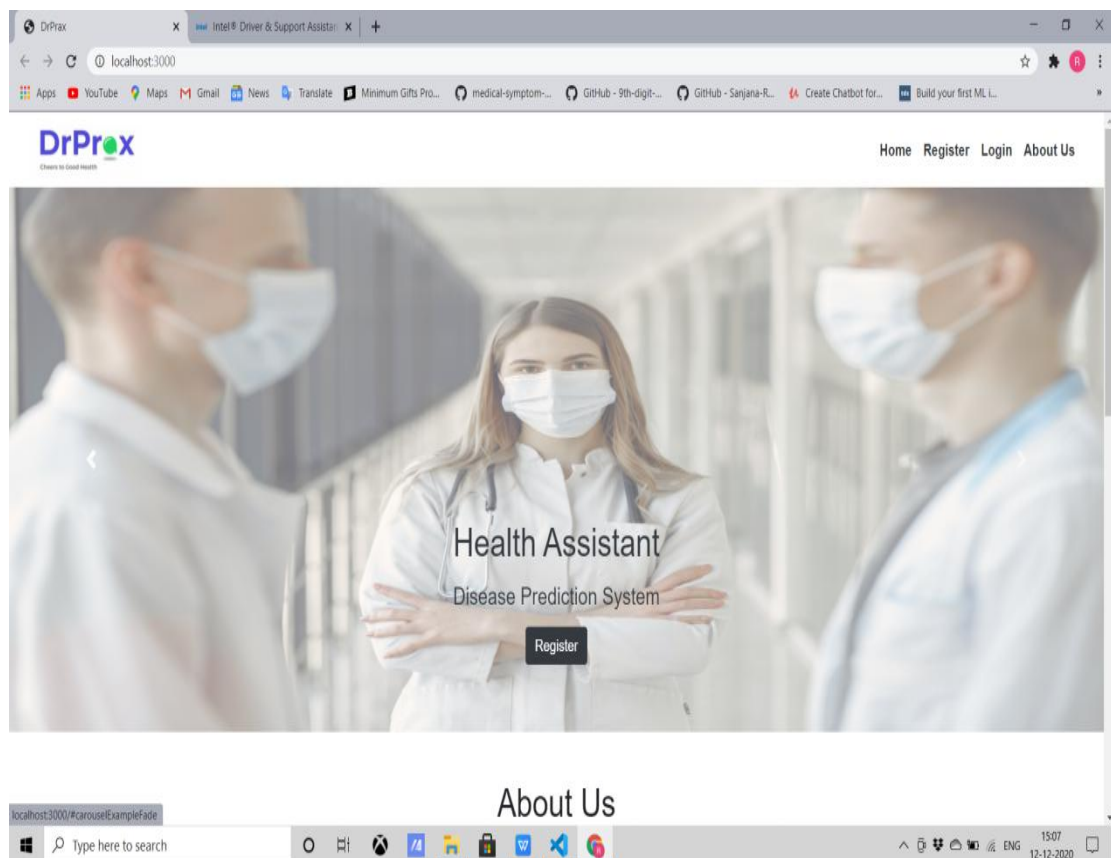 DrPrax
Intel® Driver & Support Assistan
localhost:3000
R
Apps YouTube Maps Gmail News Translate Minimum Gifts Pro... medical-symptom-... GitHub - 9th-digit-... GitHub - Sanjana-R... Create Chatbot for... Build your first ML i... »
DrPrax
Cheers to Good Health
Home Register Login About Us
Health Assistant
Disease Prediction System
Register
About Us
localhost:3000/#carouselExampleFade
Type here to search
ENG
15:07
12-12-2020